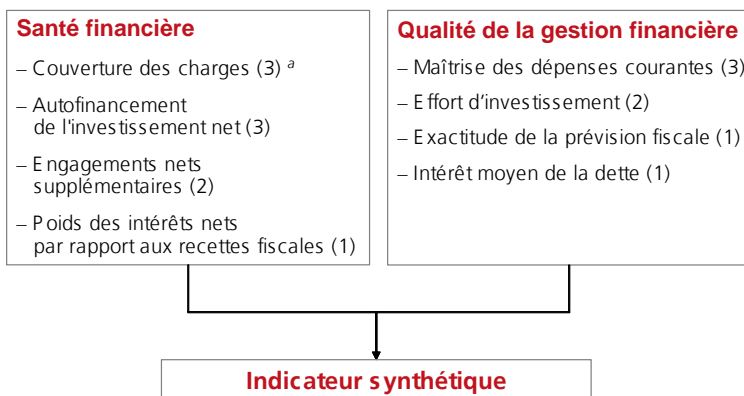 Santé financière
– Couverture des charges (3) a
– Autofinancement
de l'investissement net (3)
– Engagements nets
supplémentaires (2)
– Poids des intérêts nets
par rapport aux recettes fiscales (1)
Qualité de la gestion financière
– Maîtrise des dépenses courantes (3)
– Effort d’investissement (2)
– Exactitude de la prévision fiscale (1)
– Intérêt moyen de la dette (1)
Indicateur synthétique